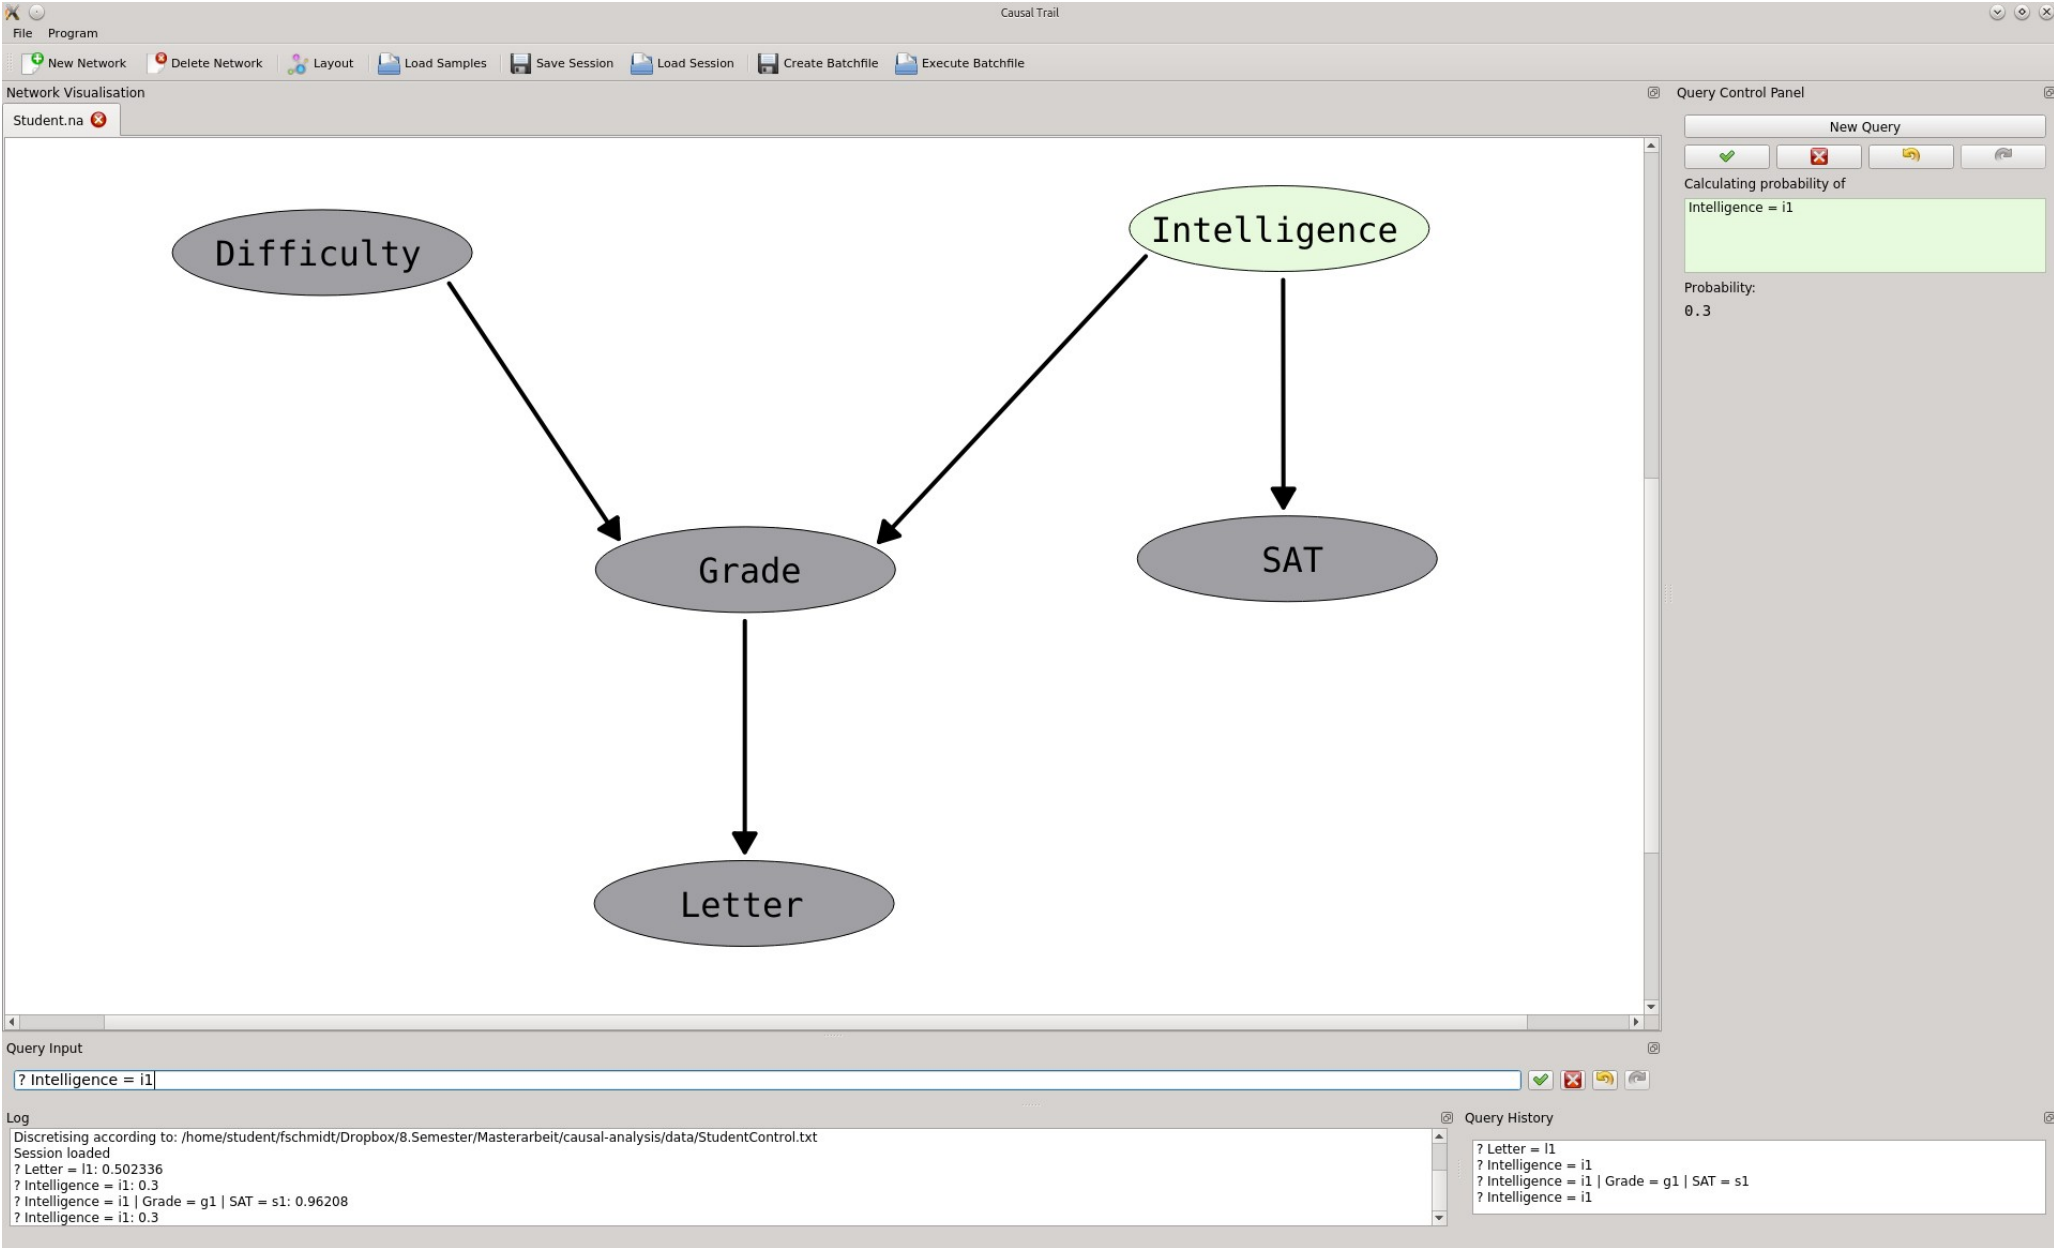 Causal Trail
File Program
New Network Delete Network Layout Load Samples Save Session Load Session Create Batchfile Execute Batchfile
Network Visualisation
Student.na
Difficulty
Intelligence
Grade
SAT
Letter
Query Control Panel
New Query
Calculating probability of
Intelligence = i1
Probability:
0.3
Query Input
? Intelligence = i1
Log
Discretising according to: /home/student/fschmidt/Dropbox/8.Semester/Masterarbeit/causal-analysis/data/StudentControl.txt
Session loaded
? Letter = l1: 0.502336
? Intelligence = i1: 0.3
? Intelligence = i1 | Grade = g1 | SAT = s1: 0.96208
? Intelligence = i1: 0.3
Query History
? Letter = l1
? Intelligence = i1
? Intelligence = i1 | Grade = g1 | SAT = s1
? Intelligence = i1